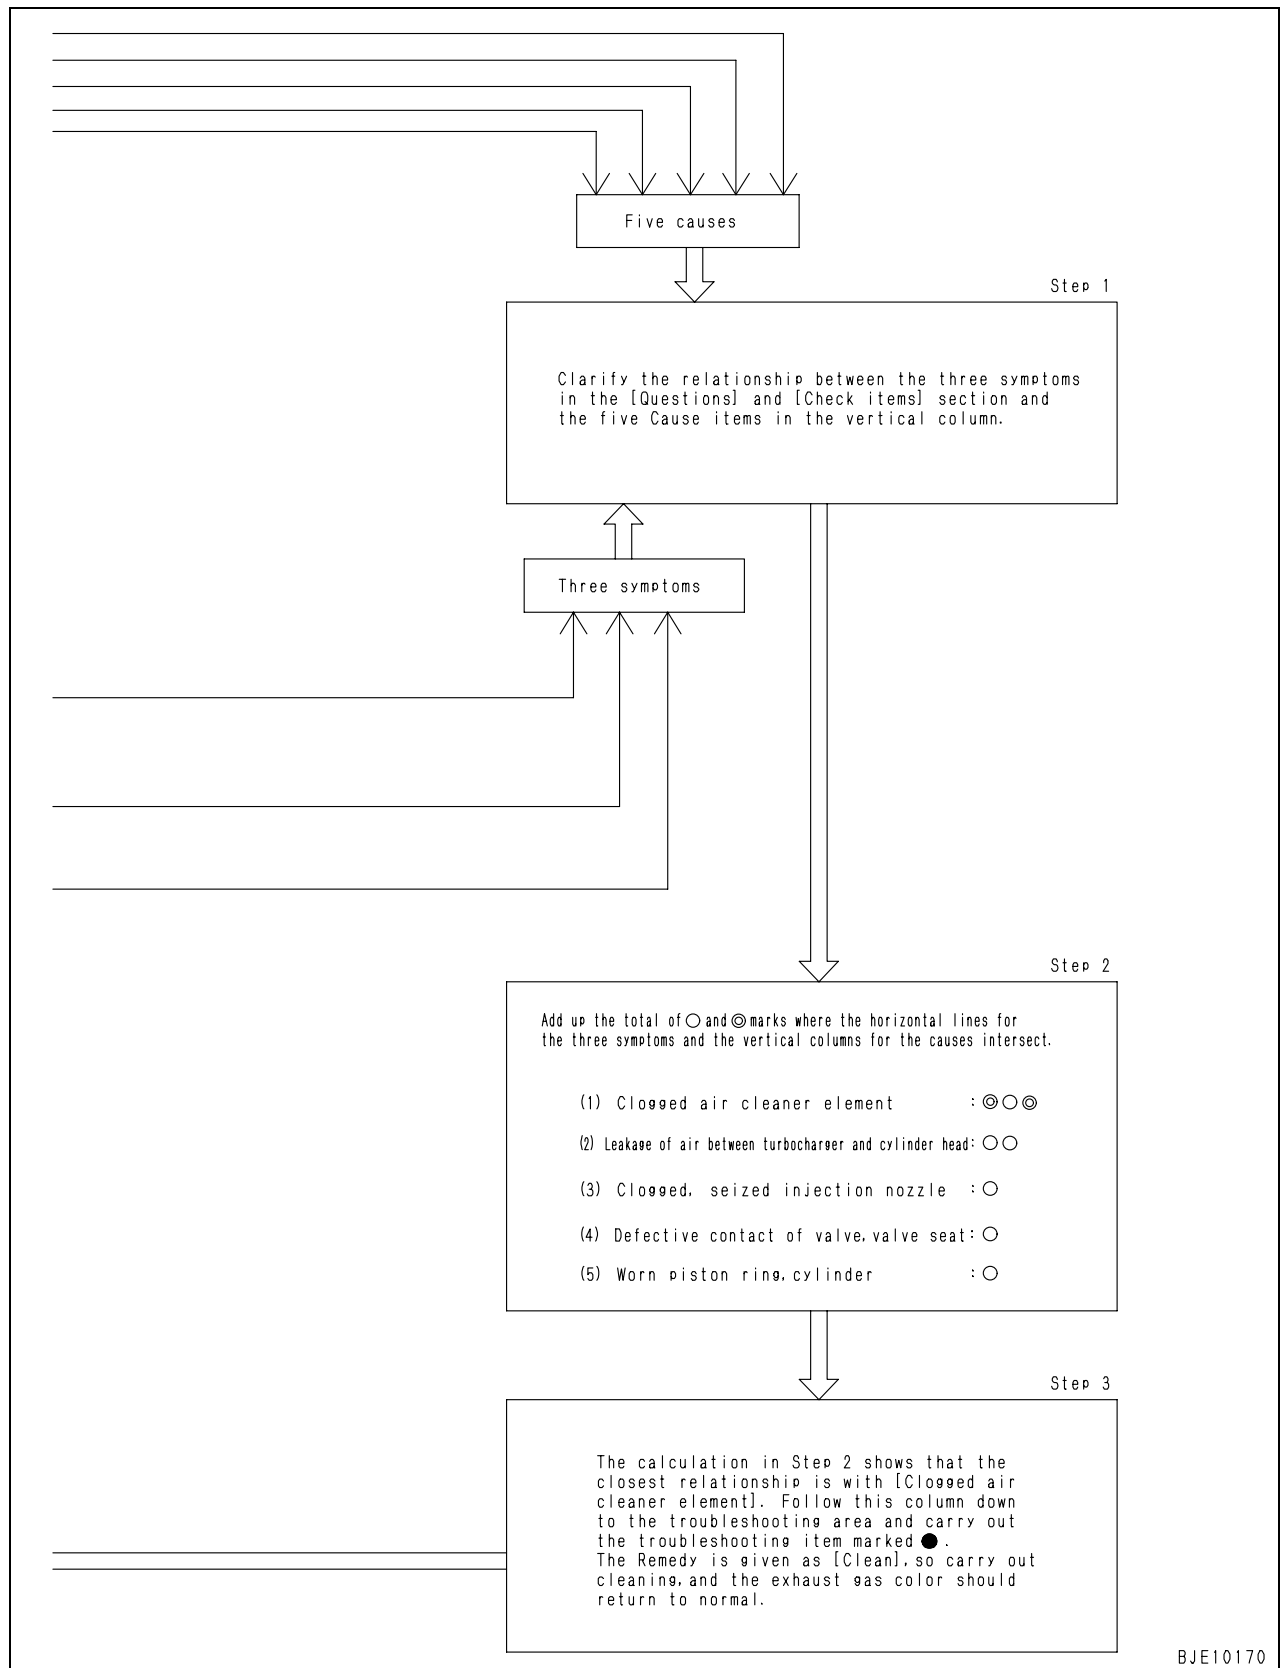 Five causes
Step 1
Clarify the relationship between the three symptoms
in the [Questions] and [Check items] section and
the five Cause items in the vertical column.
Three symptoms
Step 2
Add up the total of ○ and ◎ marks where the horizontal lines for
the three symptoms and the vertical columns for the causes intersect.
(1) Clogged air cleaner element : ◎○◎
(2) Leakage of air between turbocharger and cylinder head: ○○
(3) Clogged, seized injection nozzle : ○
(4) Defective contact of valve, valve seat: ○
(5) Worn piston ring, cylinder : ○
Step 3
The calculation in Step 2 shows that the
closest relationship is with [Clogged air
cleaner element]. Follow this column down
to the troubleshooting area and carry out
the troubleshooting item marked ●.
The Remedy is given as [Clean], so carry out
cleaning, and the exhaust gas color should
return to normal.
BJE10170